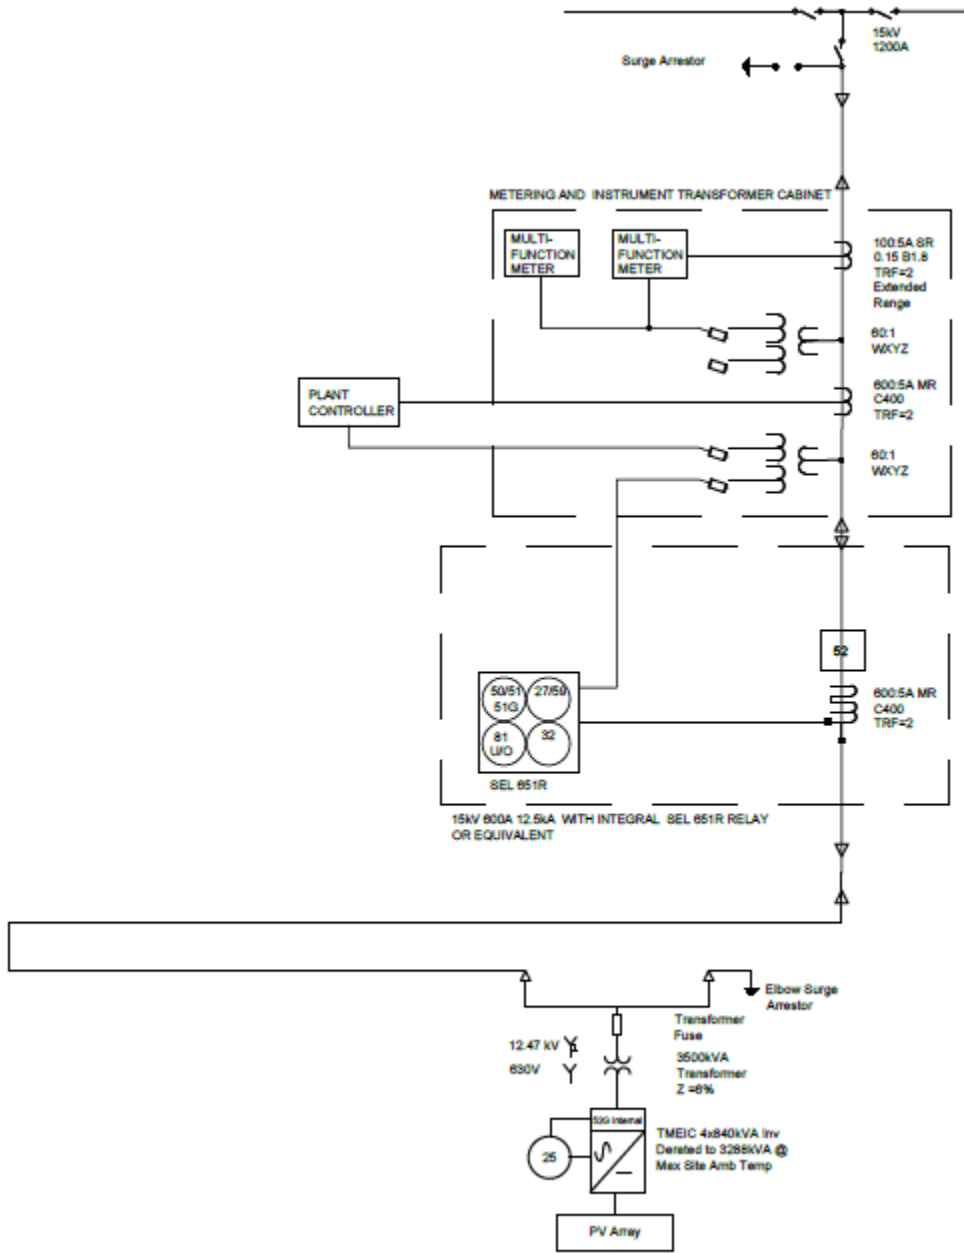 15kV
1200A
Surge Arrestor
METERING AND INSTRUMENT TRANSFORMER CABINET
MULTI-
FUNCTION
METER
MULTI-
FUNCTION
METER
100:5A SR
0.15 B1.8
TRF=2
Extended
Range
60:1
WXYZ
PLANT
CONTROLLER
600:5A MR
C400
TRF=2
60:1
WXYZ
52
50/51
51G
27/59
81
U/O
32
600:5A MR
C400
TRF=2
SEL 651R
15kV 600A 12.5kA WITH INTEGRAL SEL 651R RELAY
OR EQUIVALENT
Elbow Surge
Arrestor
Transformer
Fuse
12.47 kV
630V
3500kVA
Transformer
Z =6%
52G Internal
25
TMEIC 4x840kVA Inv
Derated to 3288kVA @
Max Site Amb Temp
PV Array